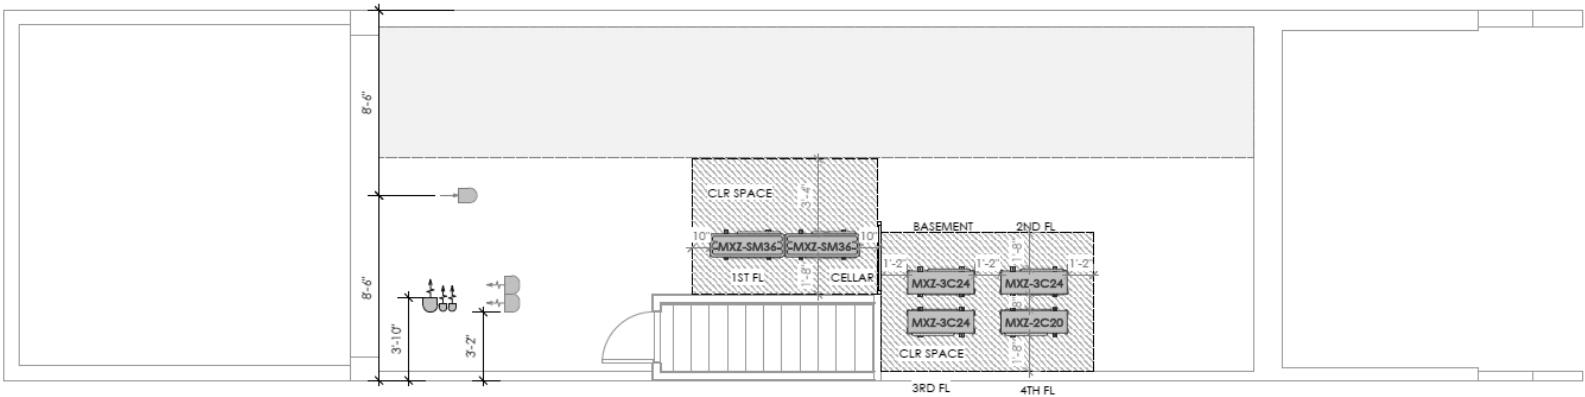 8'-6"
CLR SPACE
3'-4"
10"
MXZ-SM36
MXZ-SM36
10"
1ST FL
1'-8"
CELLAR
BASEMENT
2ND FL
1'-8"
1'-2"
1'-2"
1'-2"
MXZ-3C24
MXZ-3C24
8"
MXZ-3C24
MXZ-2C20
CLR SPACE
1'-8"
3RD FL
4TH FL
8'-6"
3'-10"
3'-2"